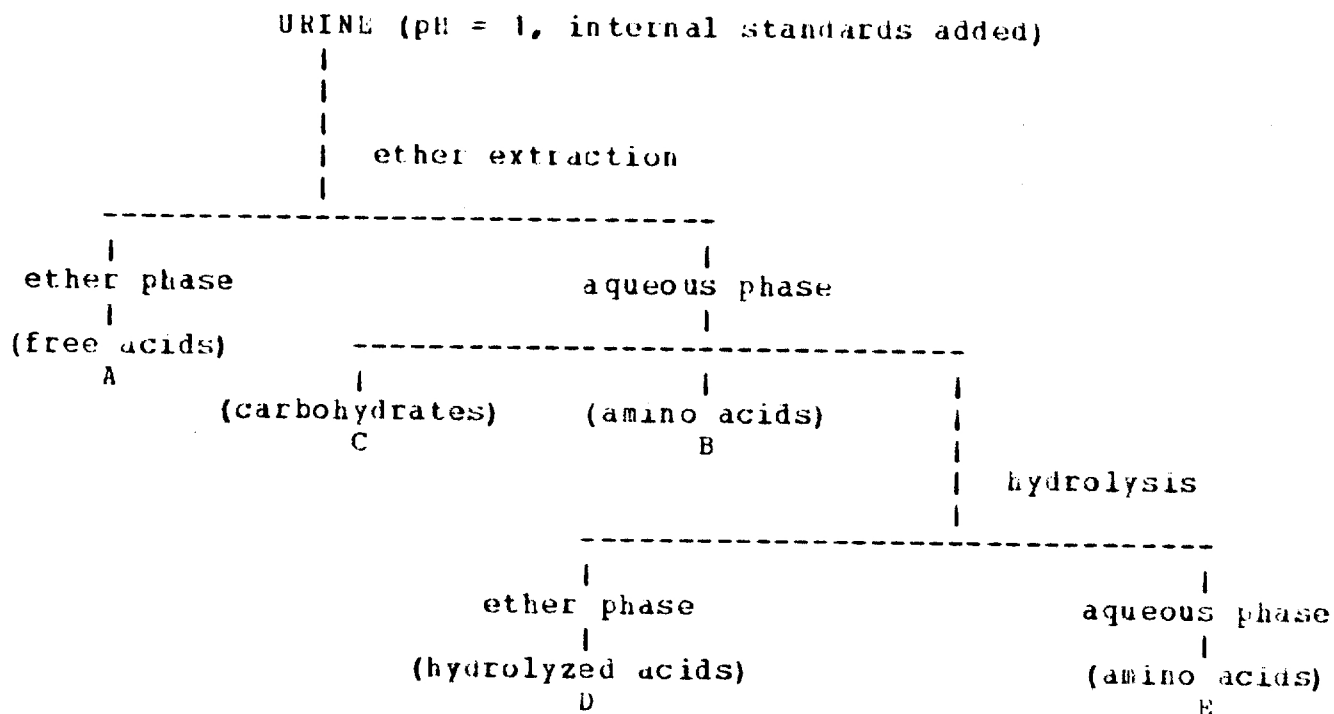 URINE (pH = 1, internal standards added)
ether extraction
ether phase
aqueous phase
(free acids)
A
(carbohydrates)
C
(amino acids)
B
hydrolysis
ether phase
aqueous phase
(hydrolyzed acids)
D
(amino acids)
E